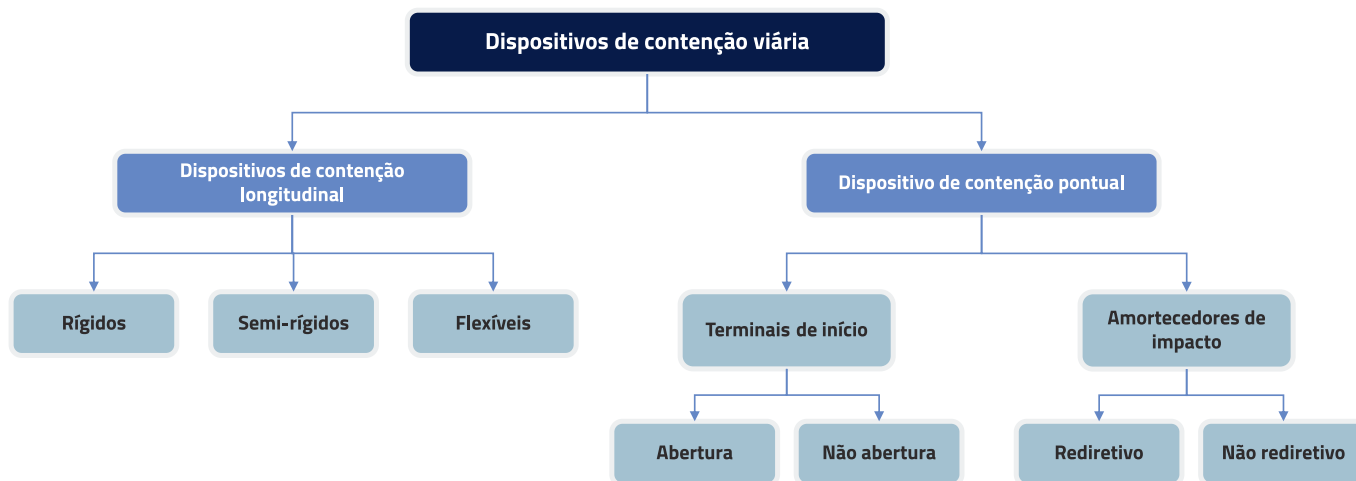 Dispositivos de contenção viária
Dispositivos de contenção
longitudinal
Dispositivo de contenção pontual
Rígidos
Semi-rígidos
Flexíveis
Terminais de início
Amortecedores de
impacto
Abertura
Não abertura
Rediretivo
Não rediretivo